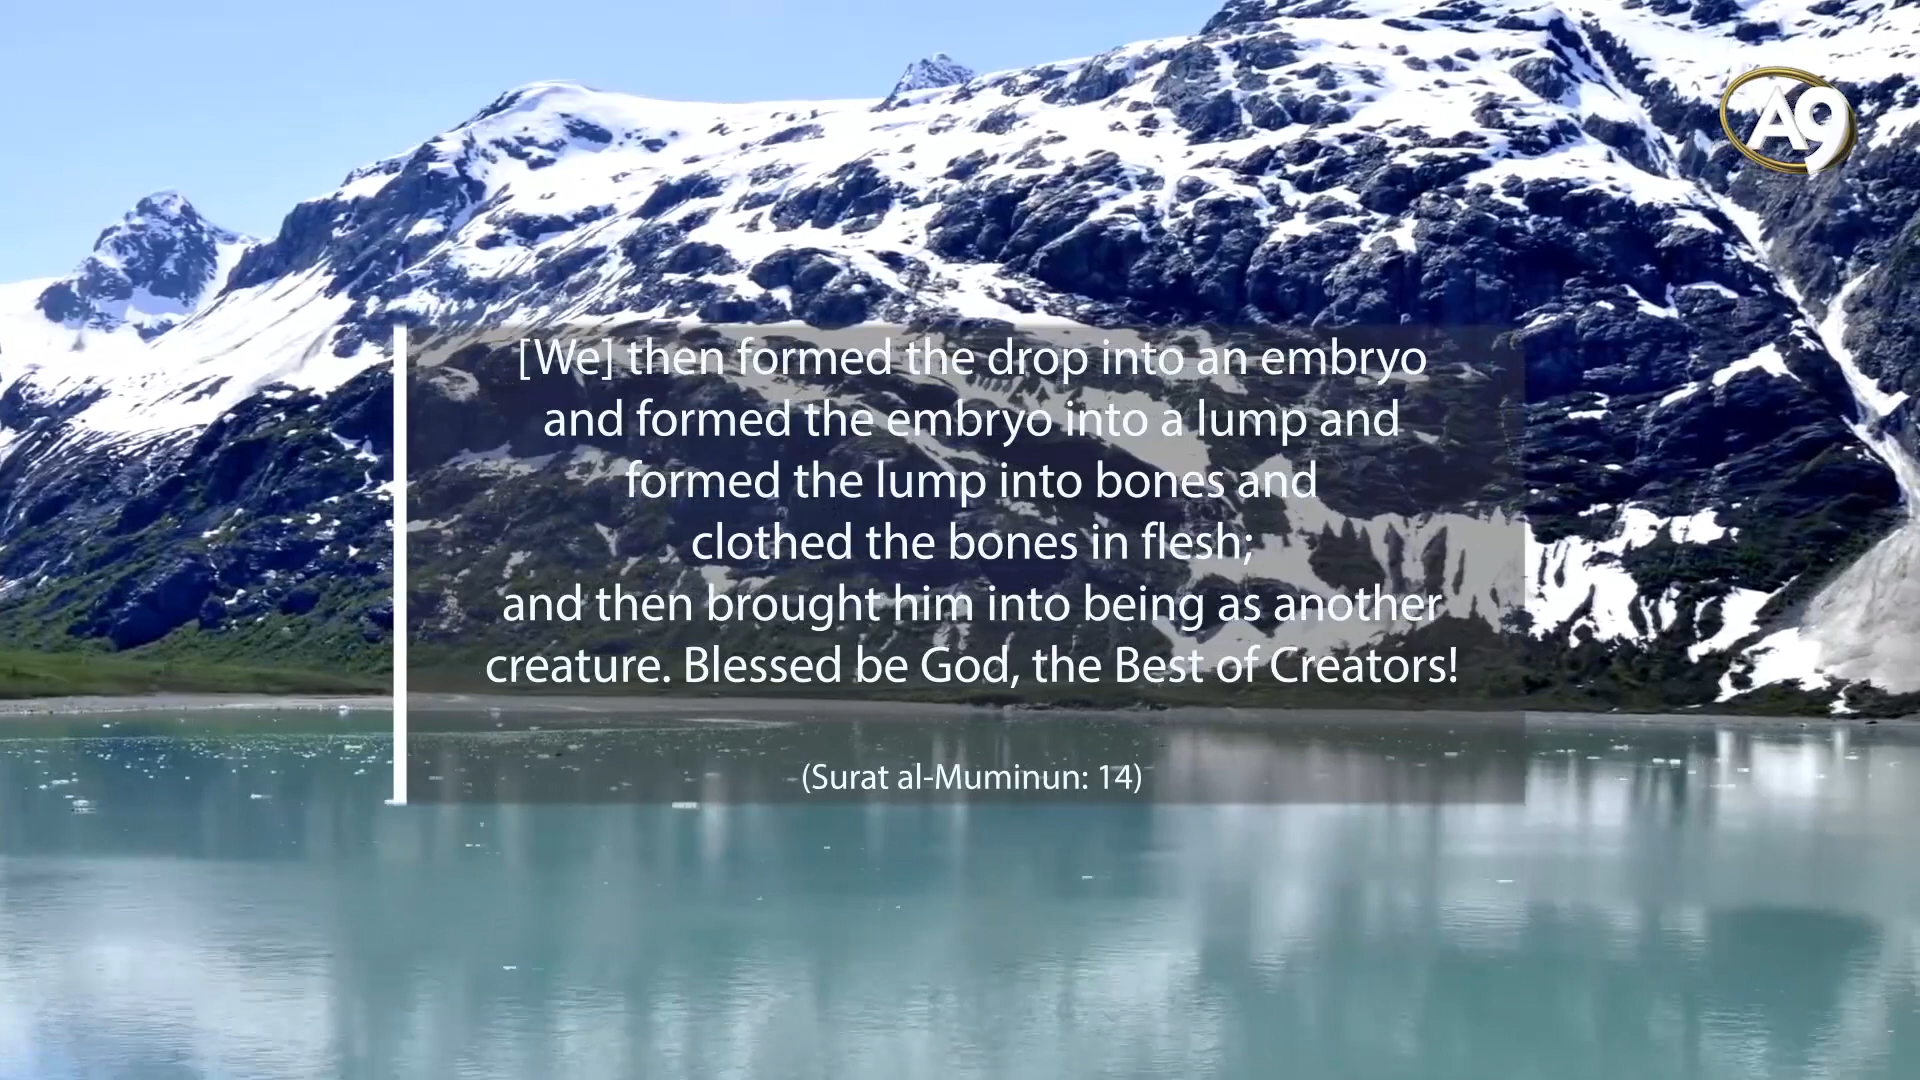 A9
[We] then formed the drop into an embryo
and formed the embryo into a lump and
formed the lump into bones and
clothed the bones in flesh;
and then brought him into being as another
creature. Blessed be God, the Best of Creators!
(Surat al-Muminun: 14)